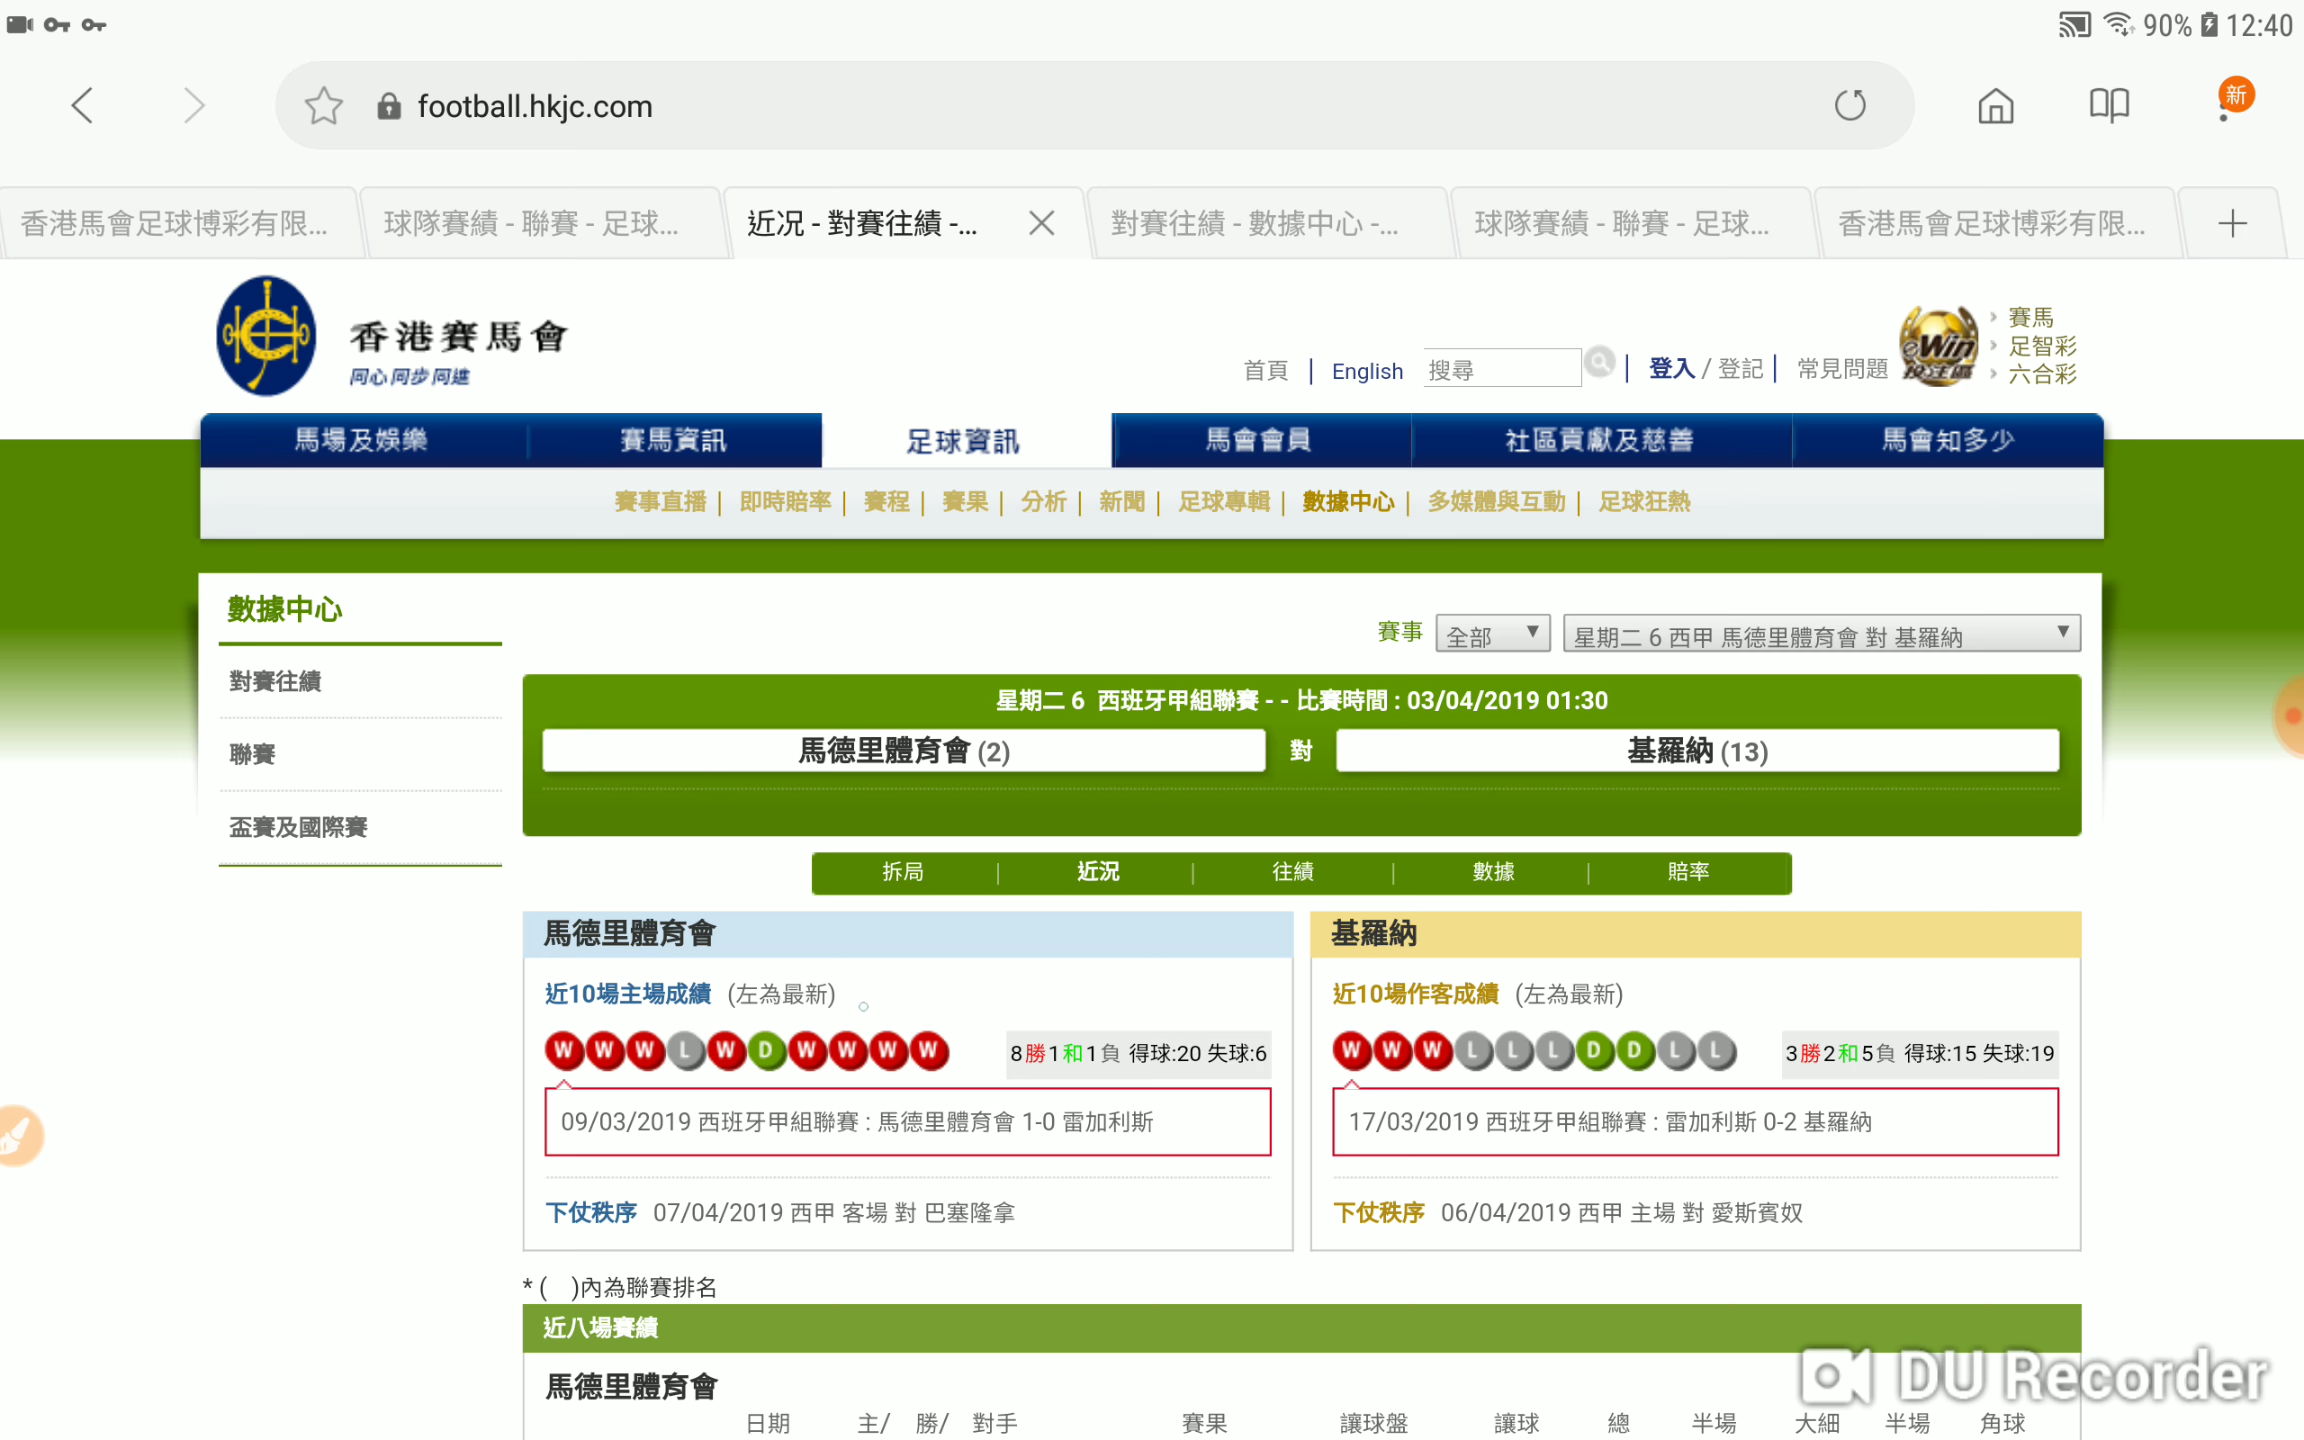 90% 12:40
football.hkjc.com
新
香港馬會足球博彩有限...
球隊賽績 - 聯賽 - 足球...
近況 - 對賽往績 -...
對賽往績 - 數據中心 -...
球隊賽績 - 聯賽 - 足球...
香港馬會足球博彩有限...
香港賽馬會
同心同步同進
首頁 | English 搜尋 | 登入 / 登記 | 常見問題
eWin 投注區
賽馬
足智彩
六合彩
馬場及娛樂 賽馬資訊 足球資訊 馬會會員 社區貢獻及慈善 馬會知多少
賽事直播 | 即時賠率 | 賽程 | 賽果 | 分析 | 新聞 | 足球專輯 | 數據中心 | 多媒體與互動 | 足球狂熱
數據中心
對賽往績
聯賽
盃賽及國際賽
賽事 全部 星期二 6 西甲 馬德里體育會 對 基羅納
星期二 6 西班牙甲組聯賽 - - 比賽時間 : 03/04/2019 01:30
馬德里體育會 (2) 對 基羅納 (13)
拆局 | 近況 | 往績 | 數據 | 賠率
馬德里體育會
近10場主場成績 (左為最新)
W W W L W D W W W W 8勝1和1負 得球:20 失球:6
09/03/2019 西班牙甲組聯賽 : 馬德里體育會 1-0 雷加利斯
下仗秩序 07/04/2019 西甲 客場 對 巴塞隆拿
基羅納
近10場作客成績 (左為最新)
W W W L L L D D L L 3勝2和5負 得球:15 失球:19
17/03/2019 西班牙甲組聯賽 : 雷加利斯 0-2 基羅納
下仗秩序 06/04/2019 西甲 主場 對 愛斯賓奴
* ( )內為聯賽排名
近八場賽績
馬德里體育會
日期 主/ 勝/ 對手 賽果 讓球盤 讓球 總 半場 大細 半場 角球
DU Recorder